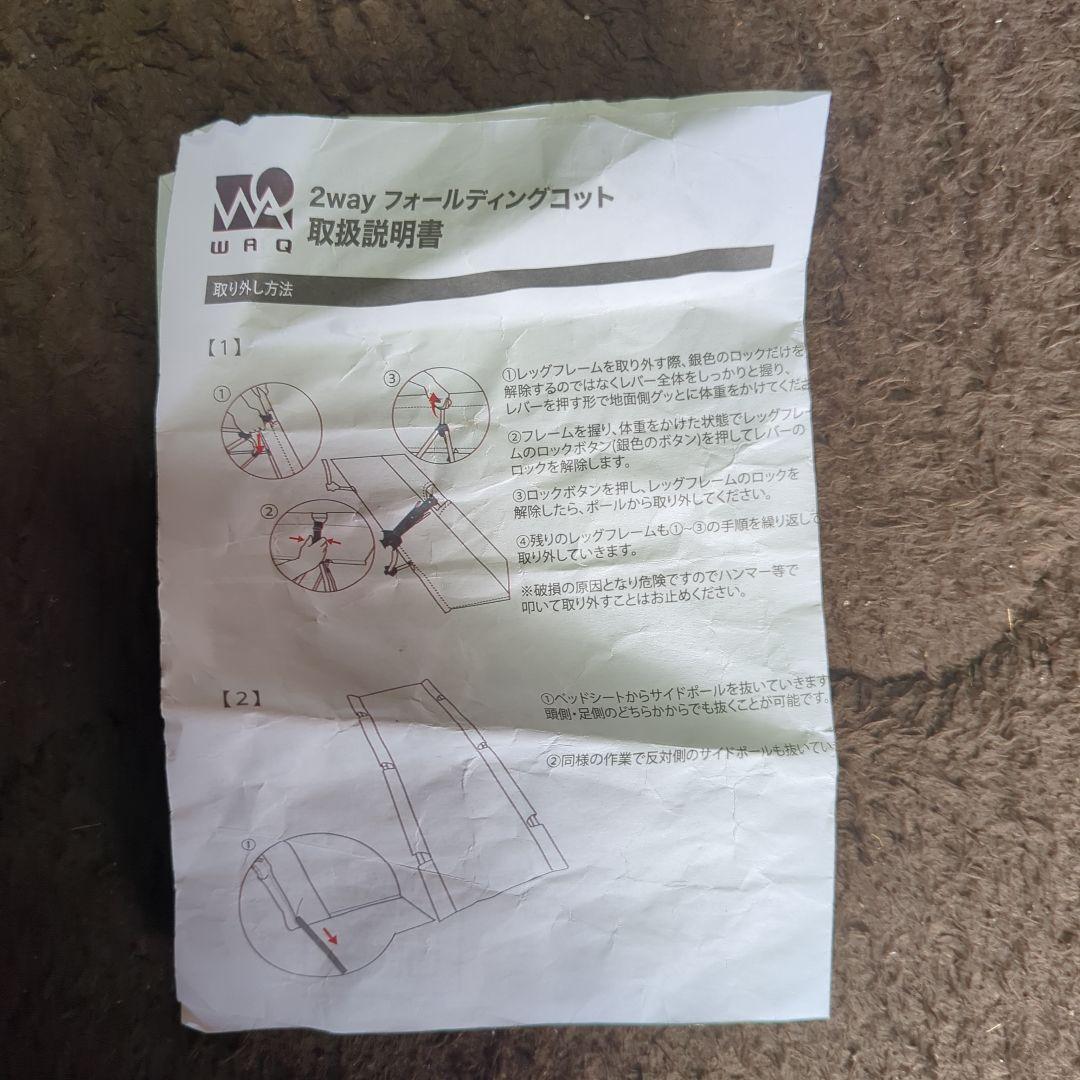 WAQ
2way フォールディングコット
取扱説明書
取り外し方法
【1】
①
③
②
①レッグフレームを取り外す際、銀色のロックだけを
解除するのではなくレバー全体をしっかりと握り、
レバーを押す形で地面側グッとに体重をかけてくださ
②フレームを握り、体重をかけた状態でレッグフレー
ムのロックボタン(銀色のボタン)を押してレバーの
ロックを解除します。
③ロックボタンを押し、レッグフレームのロックを
解除したら、ポールから取り外してください。
④残りのレッグフレームも①~③の手順を繰り返して
取り外していきます。
※破損の原因となり危険ですのでハンマー等で
叩いて取り外すことはお止めください。
【2】
①
①ベッドシートからサイドポールを抜いていきます
頭側・足側のどちらかからでも抜くことが可能です。
②同様の作業で反対側のサイドポールも抜いてい